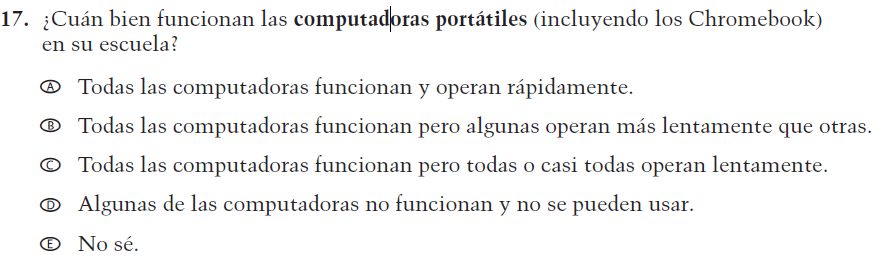 17. ¿Cuán bien funcionan las computadoras portátiles (incluyendo los Chromebook)
en su escuela?
A Todas las computadoras funcionan y operan rápidamente.
B Todas las computadoras funcionan pero algunas operan más lentamente que otras.
C Todas las computadoras funcionan pero todas o casi todas operan lentamente.
D Algunas de las computadoras no funcionan y no se pueden usar.
E No sé.